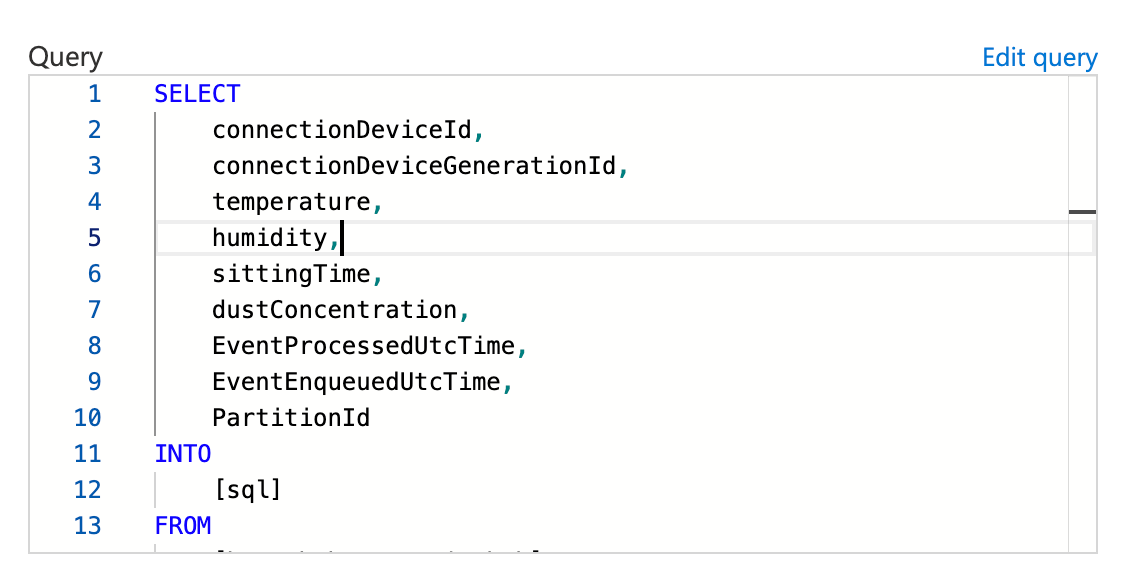 Query
Edit query
1 SELECT
2 connectionDeviceId,
3 connectionDeviceGenerationId,
4 temperature,
5 humidity,
6 sittingTime,
7 dustConcentration,
8 EventProcessedUtcTime,
9 EventEnqueuedUtcTime,
10 PartitionId
11 INTO
12 [sql]
13 FROM